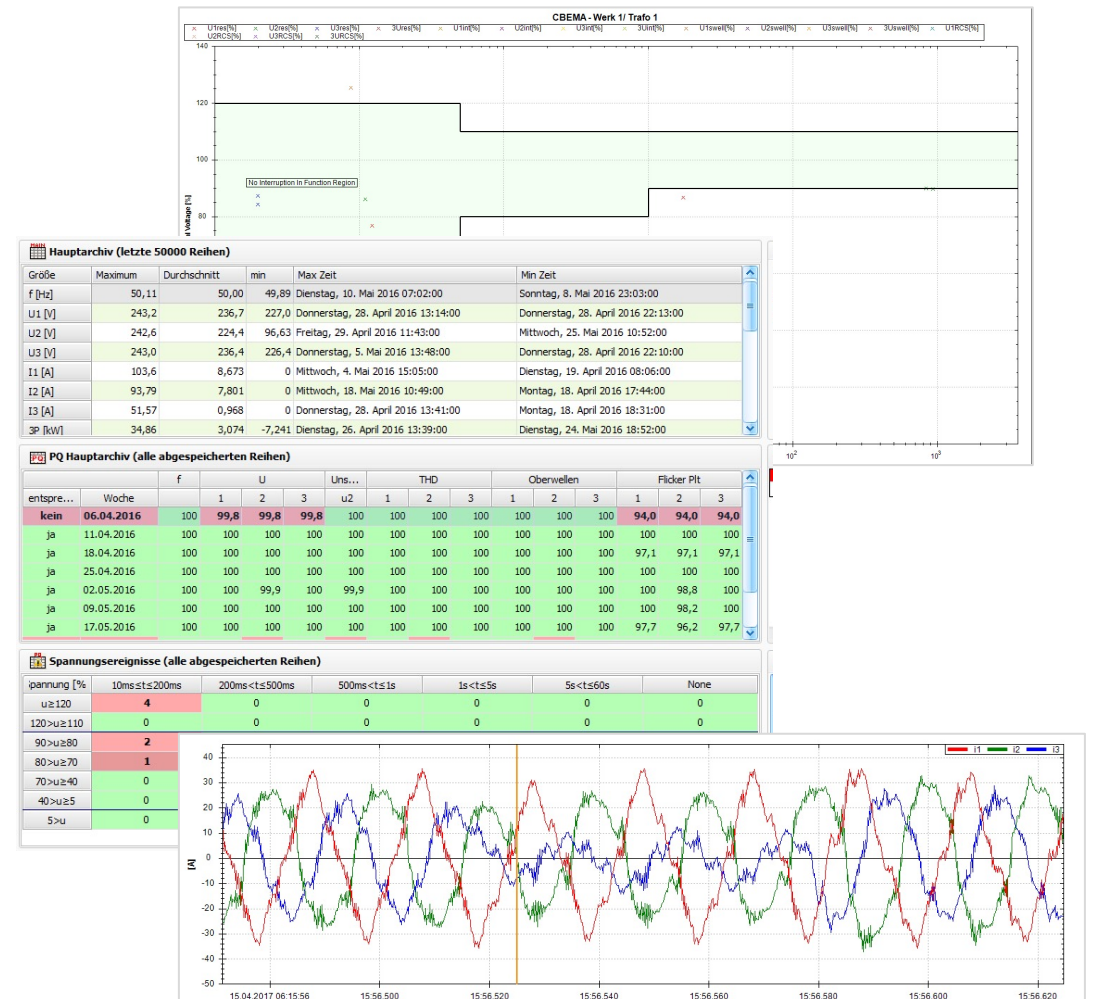 CBEMA - Werk 1/ Trafo 1
U1res[%] U2res[%] U3res[%] 3Ures[%] U1int[%] U2int[%] U3int[%] 3Uint[%] U1swell[%] U2swell[%] U3swell[%] 3Uswell[%] U1RCS[%]
U2RCS[%] U3RCS[%] 3URCS[%]
140
120
100
No Interruption In Function Region
80
Voltage [%]
10² 10³
MAIN
Hauptarchiv (letzte 50000 Reihen)
Größe Maximum Durchschnitt min Max Zeit Min Zeit
f [Hz] 50,11 50,00 49,89 Dienstag, 10. Mai 2016 07:02:00 Sonntag, 8. Mai 2016 23:03:00
U1 [V] 243,2 236,7 227,0 Donnerstag, 28. April 2016 13:14:00 Donnerstag, 28. April 2016 22:13:00
U2 [V] 242,6 224,4 96,63 Freitag, 29. April 2016 11:43:00 Mittwoch, 25. Mai 2016 10:52:00
U3 [V] 243,0 236,4 226,4 Donnerstag, 5. Mai 2016 13:48:00 Donnerstag, 28. April 2016 22:10:00
I1 [A] 103,6 8,673 0 Mittwoch, 4. Mai 2016 15:05:00 Dienstag, 19. April 2016 08:06:00
I2 [A] 93,79 7,801 0 Mittwoch, 18. Mai 2016 10:49:00 Montag, 18. April 2016 17:44:00
I3 [A] 51,57 0,968 0 Donnerstag, 28. April 2016 13:41:00 Montag, 18. April 2016 18:31:00
3P [kW] 34,86 3,074 -7,241 Dienstag, 26. April 2016 13:39:00 Dienstag, 24. Mai 2016 18:52:00
PQ
PQ Hauptarchiv (alle abgespeicherten Reihen)
f U Uns... THD Oberwellen Flicker Plt
entspre... Woche 1 2 3 u2 1 2 3 1 2 3 1 2 3
kein 06.04.2016 100 99,8 99,8 99,8 100 100 100 100 100 100 100 94,0 94,0 94,0
ja 11.04.2016 100 100 100 100 100 100 100 100 100 100 100 100 100 100
ja 18.04.2016 100 100 100 100 100 100 100 100 100 100 100 97,1 97,1 97,1
ja 25.04.2016 100 100 100 100 100 100 100 100 100 100 100 100 100 100
ja 02.05.2016 100 100 99,9 100 99,9 100 100 100 100 100 100 100 98,8 100
ja 09.05.2016 100 100 100 100 100 100 100 100 100 100 100 100 98,2 100
ja 17.05.2016 100 100 100 100 100 100 100 100 100 100 100 97,7 96,2 97,7
Spannungsereignisse (alle abgespeicherten Reihen)
pannung [% 10ms≤t≤200ms 200ms<t≤500ms 500ms<t≤1s 1s<t≤5s 5s<t≤60s None
u≥120 4 0 0 0 0 0
120>u≥110 0 0 0 0 0 0
90>u≥80 2
80>u≥70 1
70>u≥40 0
40>u≥5 0
5>u 0
i1 i2 i3
40
30
20
10
0
[A]
-10
-20
-30
-40
-50
15.04.2017 06:15:56 15:56.500 15:56.520 15:56.540 15:56.560 15:56.580 15:56.600 15:56.620